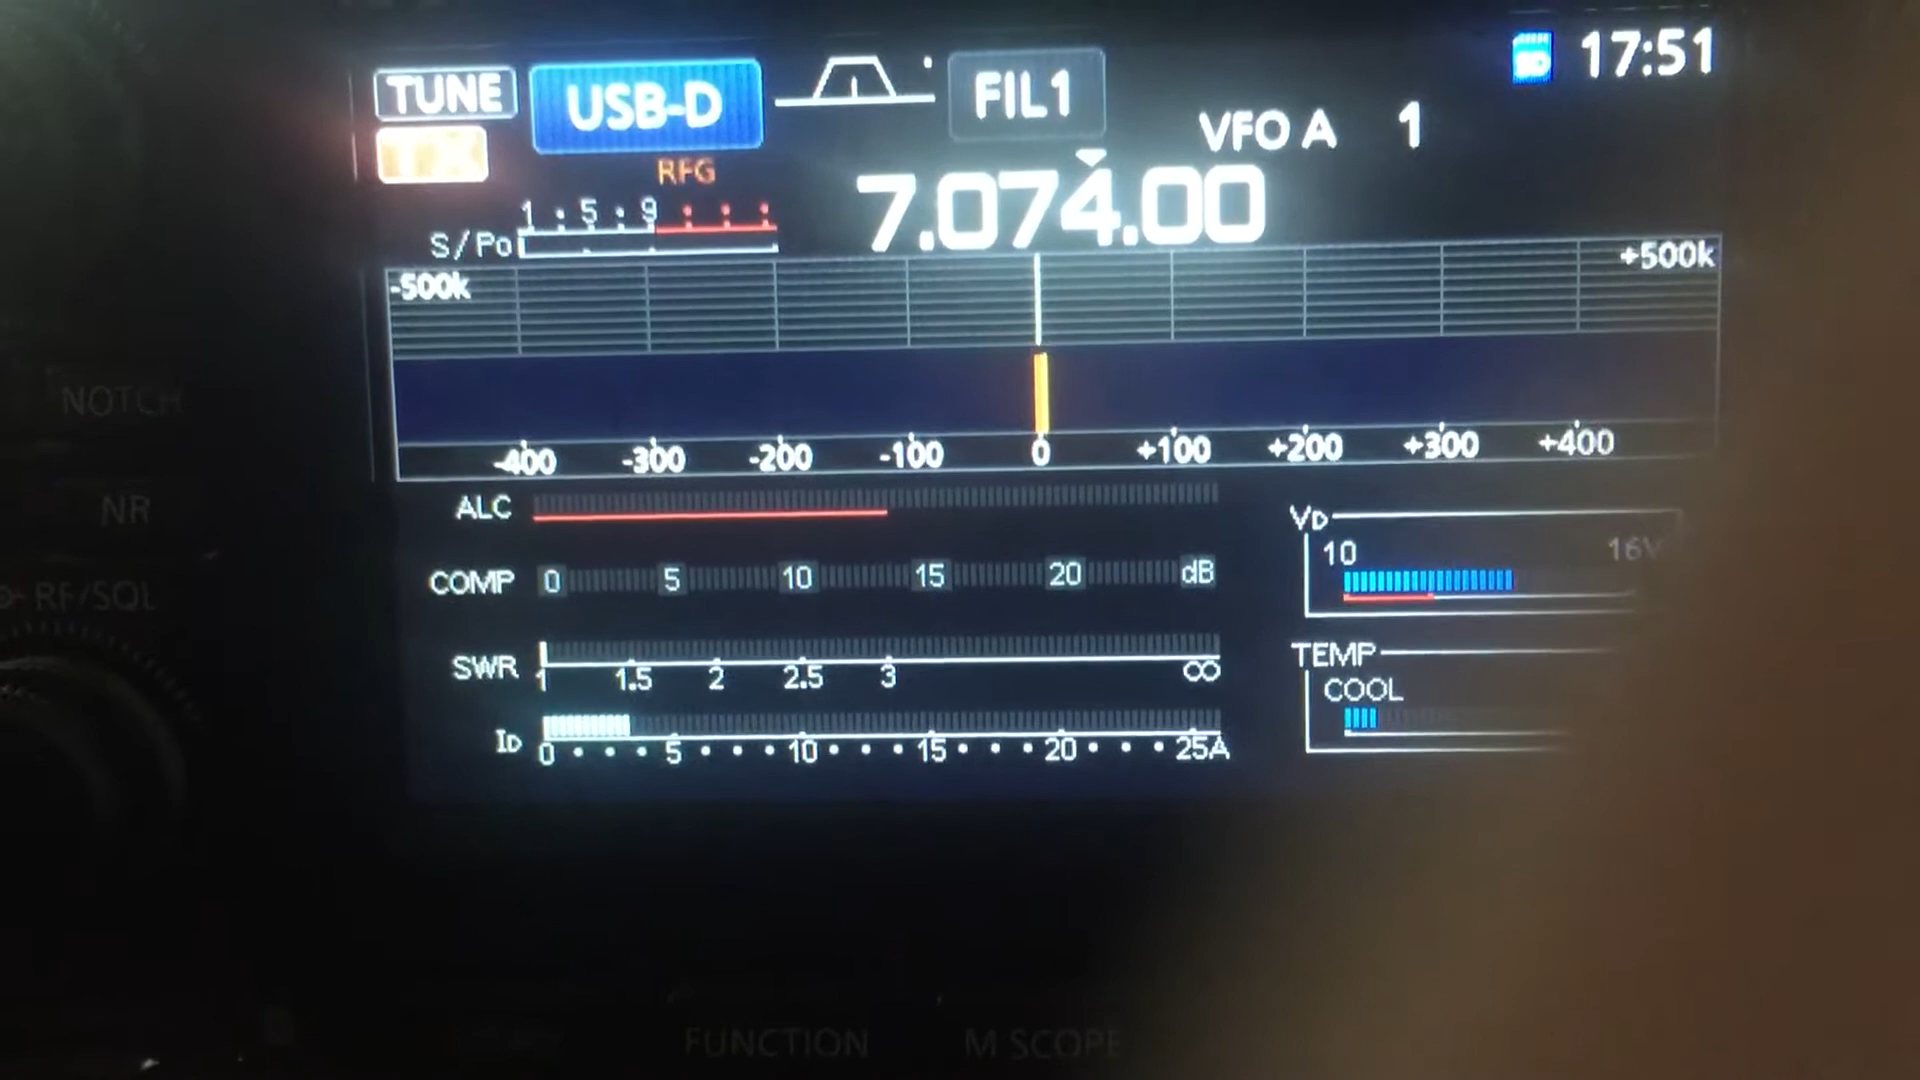 TUNE USB-D FIL1 SD 17:51
TX VFO A 1
RFG
7.074.00
1 5 9
S/Po
-500k +500k
-400 -300 -200 -100 0 +100 +200 +300 +400
NOTCH
ALC
NR
VD
10 16V
COMP 0 5 10 15 20 dB
RF/SQL
SWR 1 1.5 2 2.5 3 ∞
TEMP
COOL
ID 0 5 10 15 20 25A
FUNCTION M SCOPE